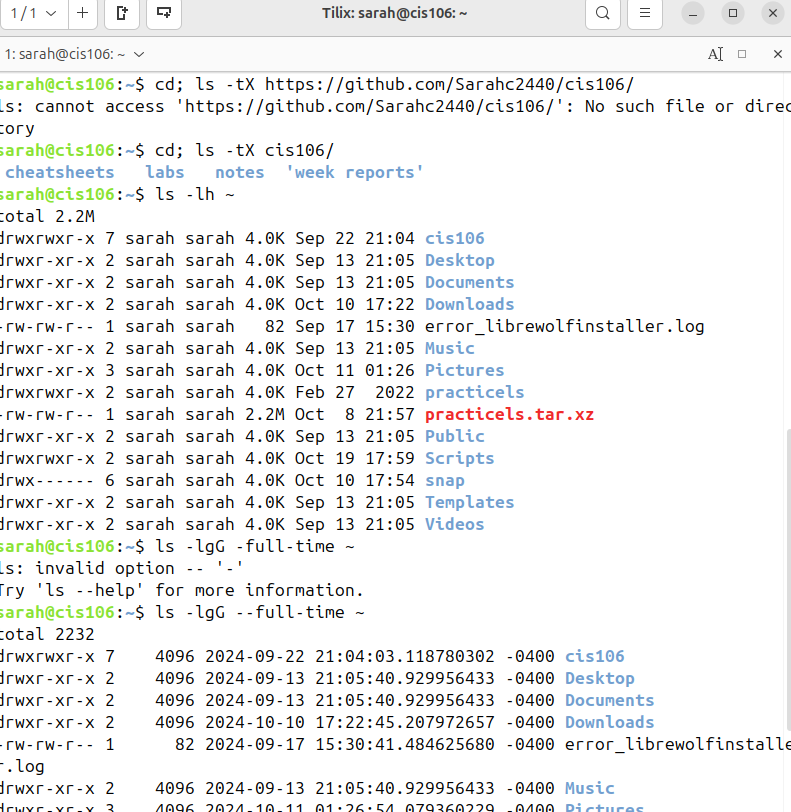 1 / 1
Tilix: sarah@cis106: ~
1: sarah@cis106: ~
sarah@cis106:~$ cd; ls -tX https://github.com/Sarahc2440/cis106/
ls: cannot access 'https://github.com/Sarahc2440/cis106/': No such file or direc
tory
sarah@cis106:~$ cd; ls -tX cis106/
cheatsheets labs notes 'week reports'
sarah@cis106:~$ ls -lh ~
total 2.2M
drwxrwxr-x 7 sarah sarah 4.0K Sep 22 21:04 cis106
drwxr-xr-x 2 sarah sarah 4.0K Sep 13 21:05 Desktop
drwxr-xr-x 2 sarah sarah 4.0K Sep 13 21:05 Documents
drwxr-xr-x 2 sarah sarah 4.0K Oct 10 17:22 Downloads
-rw-rw-r-- 1 sarah sarah 82 Sep 17 15:30 error_librewolfinstaller.log
drwxr-xr-x 2 sarah sarah 4.0K Sep 13 21:05 Music
drwxr-xr-x 3 sarah sarah 4.0K Oct 11 01:26 Pictures
drwxrwxr-x 2 sarah sarah 4.0K Feb 27 2022 practicels
-rw-rw-r-- 1 sarah sarah 2.2M Oct 8 21:57 practicels.tar.xz
drwxr-xr-x 2 sarah sarah 4.0K Sep 13 21:05 Public
drwxrwxr-x 2 sarah sarah 4.0K Oct 19 17:59 Scripts
drwx------ 6 sarah sarah 4.0K Oct 10 17:54 snap
drwxr-xr-x 2 sarah sarah 4.0K Sep 13 21:05 Templates
drwxr-xr-x 2 sarah sarah 4.0K Sep 13 21:05 Videos
sarah@cis106:~$ ls -lgG -full-time ~
ls: invalid option -- '-'
Try 'ls --help' for more information.
sarah@cis106:~$ ls -lgG --full-time ~
total 2232
drwxrwxr-x 7 4096 2024-09-22 21:04:03.118780302 -0400 cis106
drwxr-xr-x 2 4096 2024-09-13 21:05:40.929956433 -0400 Desktop
drwxr-xr-x 2 4096 2024-09-13 21:05:40.929956433 -0400 Documents
drwxr-xr-x 2 4096 2024-10-10 17:22:45.207972657 -0400 Downloads
-rw-rw-r-- 1 82 2024-09-17 15:30:41.484625680 -0400 error_librewolfinstalle
r.log
drwxr-xr-x 2 4096 2024-09-13 21:05:40.929956433 -0400 Music
drwxr-xr-x 3 4096 2024-10-11 01:26:54.079360229 -0400 Pictures